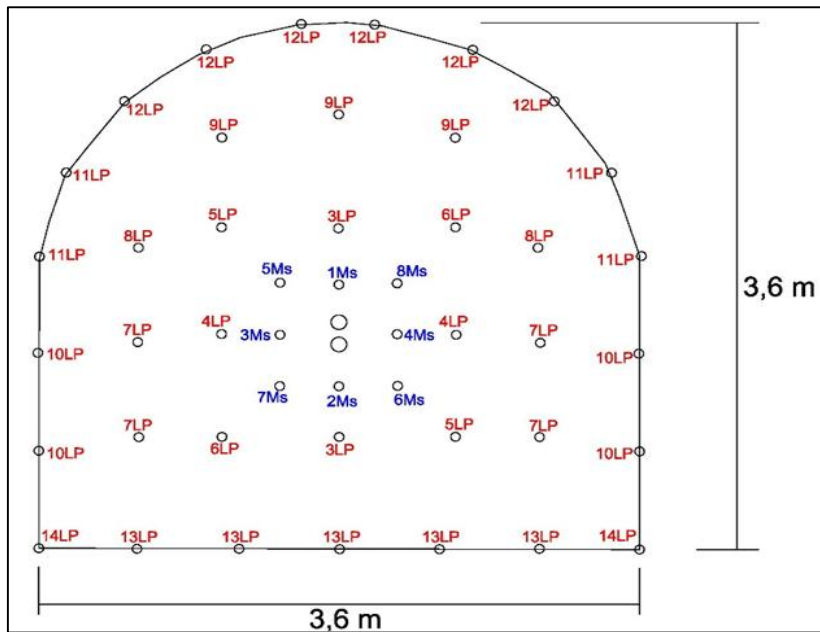 12LP 12LP
12LP 12LP
12LP 12LP
9LP
9LP 9LP
11LP 11LP
5LP 3LP 6LP
8LP 8LP
11LP 11LP
5Ms 1Ms 8Ms
3,6 m
7LP 4LP 3Ms 4Ms 4LP 7LP
10LP 10LP
7Ms 2Ms 6Ms
7LP 6LP 3LP 5LP 7LP
10LP 10LP
14LP 13LP 13LP 13LP 13LP 13LP 14LP
3,6 m